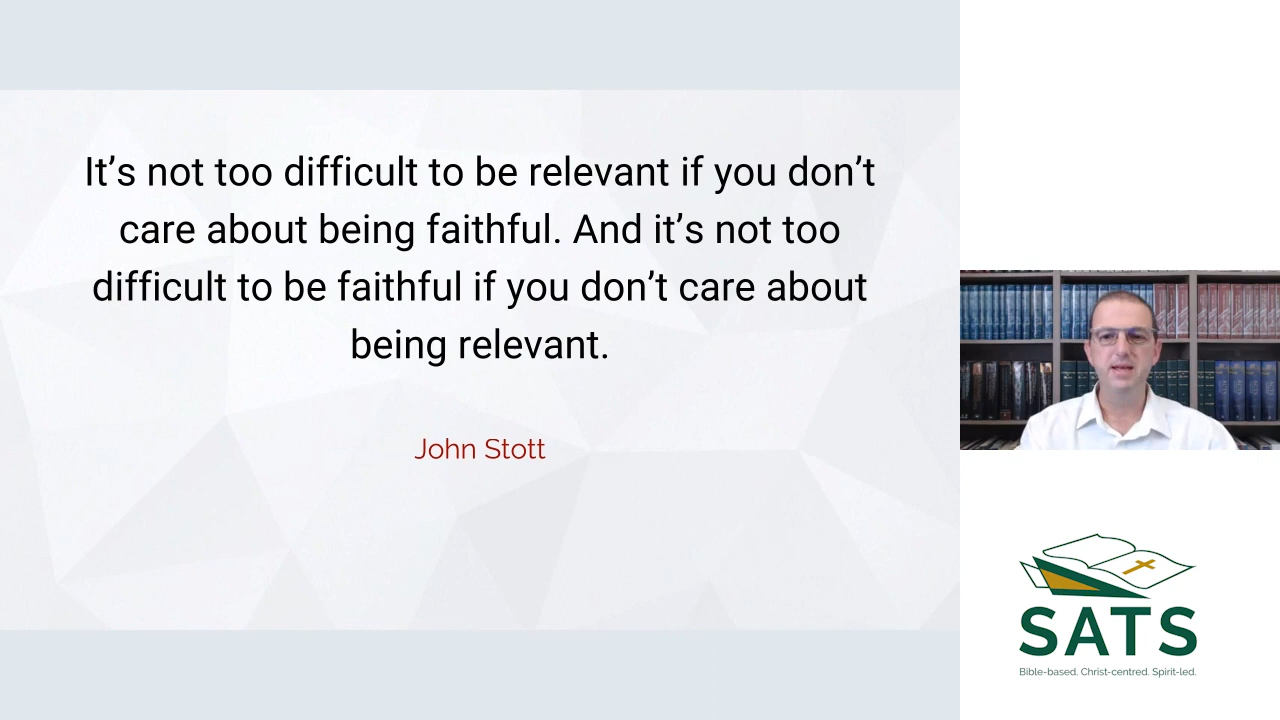 It’s not too difficult to be relevant if you don’t
care about being faithful. And it’s not too
difficult to be faithful if you don’t care about
being relevant.
John Stott
SATS
Bible-based. Christ-centred. Spirit-led.